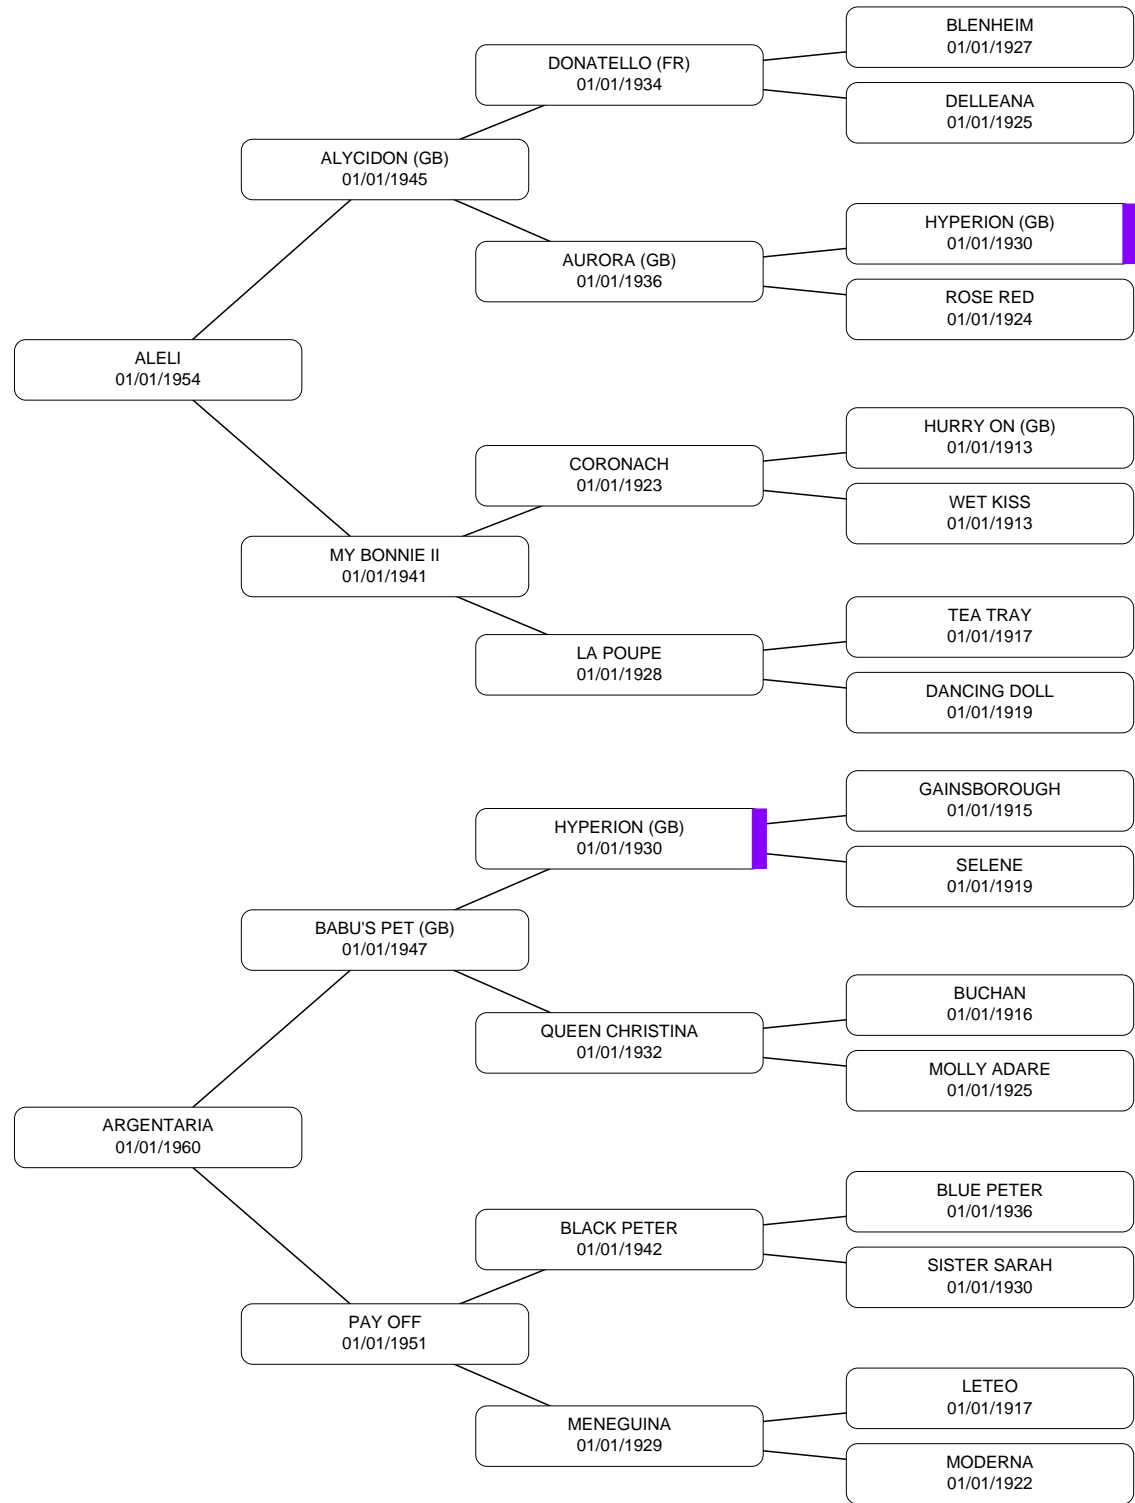 BLENHEIM
01/01/1927
DONATELLO (FR)
01/01/1934
DELLEANA
01/01/1925
ALYCIDON (GB)
01/01/1945
HYPERION (GB)
01/01/1930
AURORA (GB)
01/01/1936
ROSE RED
01/01/1924
ALELI
01/01/1954
HURRY ON (GB)
01/01/1913
CORONACH
01/01/1923
WET KISS
01/01/1913
MY BONNIE II
01/01/1941
TEA TRAY
01/01/1917
LA POUPE
01/01/1928
DANCING DOLL
01/01/1919
GAINSBOROUGH
01/01/1915
HYPERION (GB)
01/01/1930
SELENE
01/01/1919
BABU'S PET (GB)
01/01/1947
BUCHAN
01/01/1916
QUEEN CHRISTINA
01/01/1932
MOLLY ADARE
01/01/1925
ARGENTARIA
01/01/1960
BLUE PETER
01/01/1936
BLACK PETER
01/01/1942
SISTER SARAH
01/01/1930
PAY OFF
01/01/1951
LETEO
01/01/1917
MENEGUINA
01/01/1929
MODERNA
01/01/1922